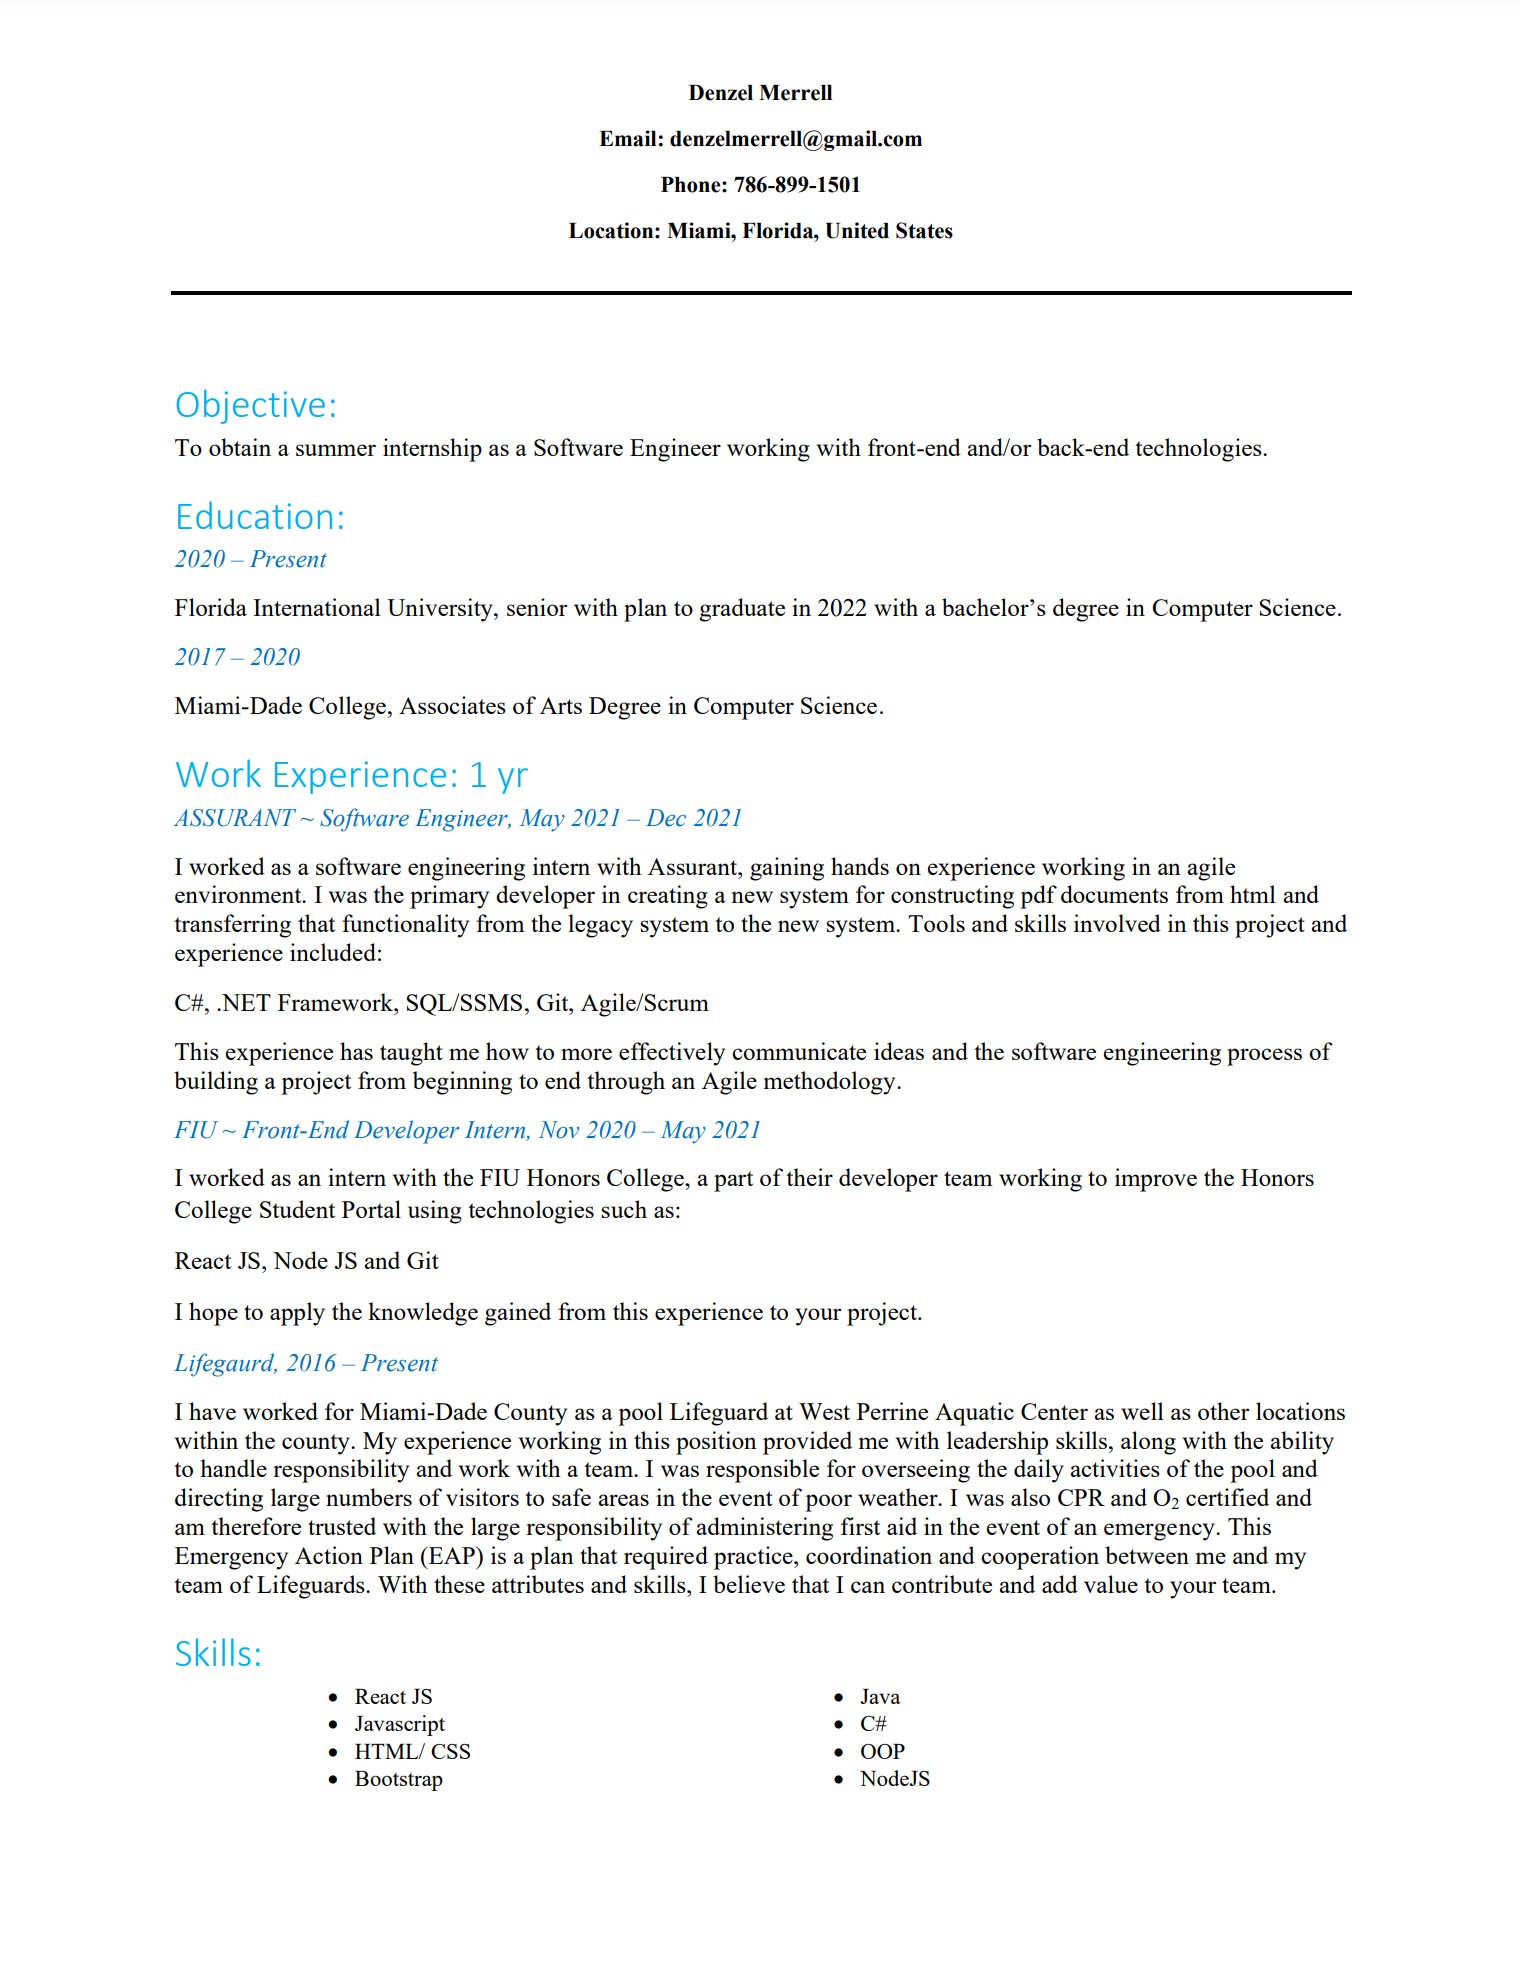 Denzel Merrell
Email: denzelmerrell@gmail.com
Phone: 786-899-1501
Location: Miami, Florida, United States
Objective:
To obtain a summer internship as a Software Engineer working with front-end and/or back-end technologies.
Education:
2020 – Present
Florida International University, senior with plan to graduate in 2022 with a bachelor’s degree in Computer Science.
2017 – 2020
Miami-Dade College, Associates of Arts Degree in Computer Science.
Work Experience: 1 yr
ASSURANT ~ Software Engineer, May 2021 – Dec 2021
I worked as a software engineering intern with Assurant, gaining hands on experience working in an agile
environment. I was the primary developer in creating a new system for constructing pdf documents from html and
transferring that functionality from the legacy system to the new system. Tools and skills involved in this project and
experience included:
C#, .NET Framework, SQL/SSMS, Git, Agile/Scrum
This experience has taught me how to more effectively communicate ideas and the software engineering process of
building a project from beginning to end through an Agile methodology.
FIU ~ Front-End Developer Intern, Nov 2020 – May 2021
I worked as an intern with the FIU Honors College, a part of their developer team working to improve the Honors
College Student Portal using technologies such as:
React JS, Node JS and Git
I hope to apply the knowledge gained from this experience to your project.
Lifegaurd, 2016 – Present
I have worked for Miami-Dade County as a pool Lifeguard at West Perrine Aquatic Center as well as other locations
within the county. My experience working in this position provided me with leadership skills, along with the ability
to handle responsibility and work with a team. I was responsible for overseeing the daily activities of the pool and
directing large numbers of visitors to safe areas in the event of poor weather. I was also CPR and O₂ certified and
am therefore trusted with the large responsibility of administering first aid in the event of an emergency. This
Emergency Action Plan (EAP) is a plan that required practice, coordination and cooperation between me and my
team of Lifeguards. With these attributes and skills, I believe that I can contribute and add value to your team.
Skills:
• React JS
• Javascript
• HTML/ CSS
• Bootstrap
• Java
• C#
• OOP
• NodeJS